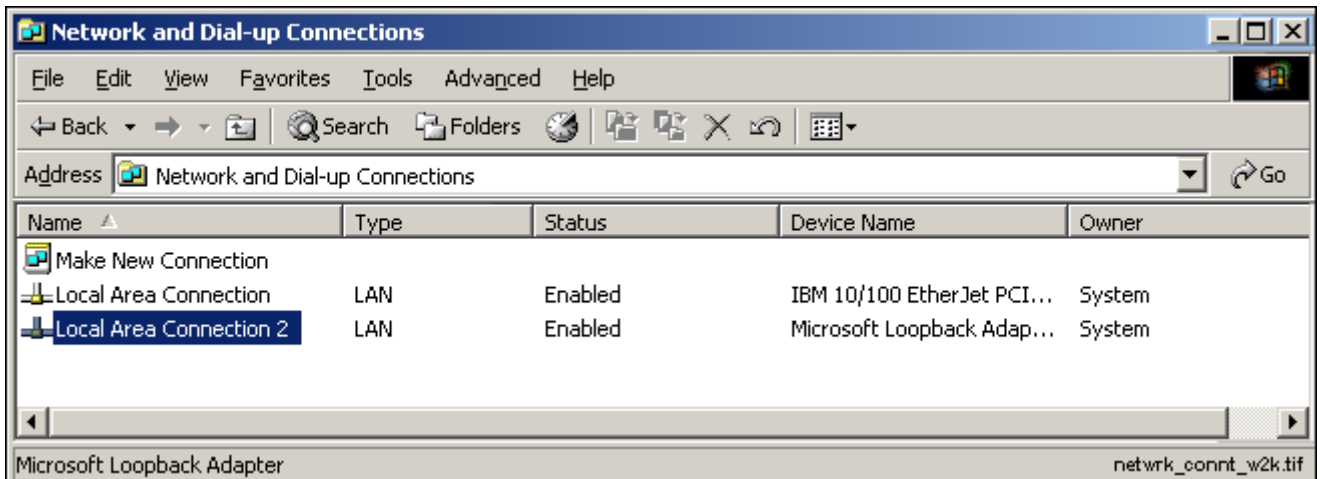 Network and Dial-up Connections
File Edit View Favorites Tools Advanced Help
Back Search Folders
Address Network and Dial-up Connections Go
Name Type Status Device Name Owner
Make New Connection
Local Area Connection LAN Enabled IBM 10/100 EtherJet PCI... System
Local Area Connection 2 LAN Enabled Microsoft Loopback Adap... System
Microsoft Loopback Adapter netwrk_connt_w2k.tif